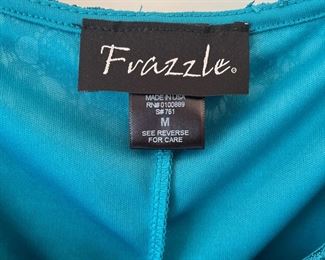 Frazzle®
MADE IN USA
RN# 0100889
S# 761
M
SEE REVERSE
FOR CARE